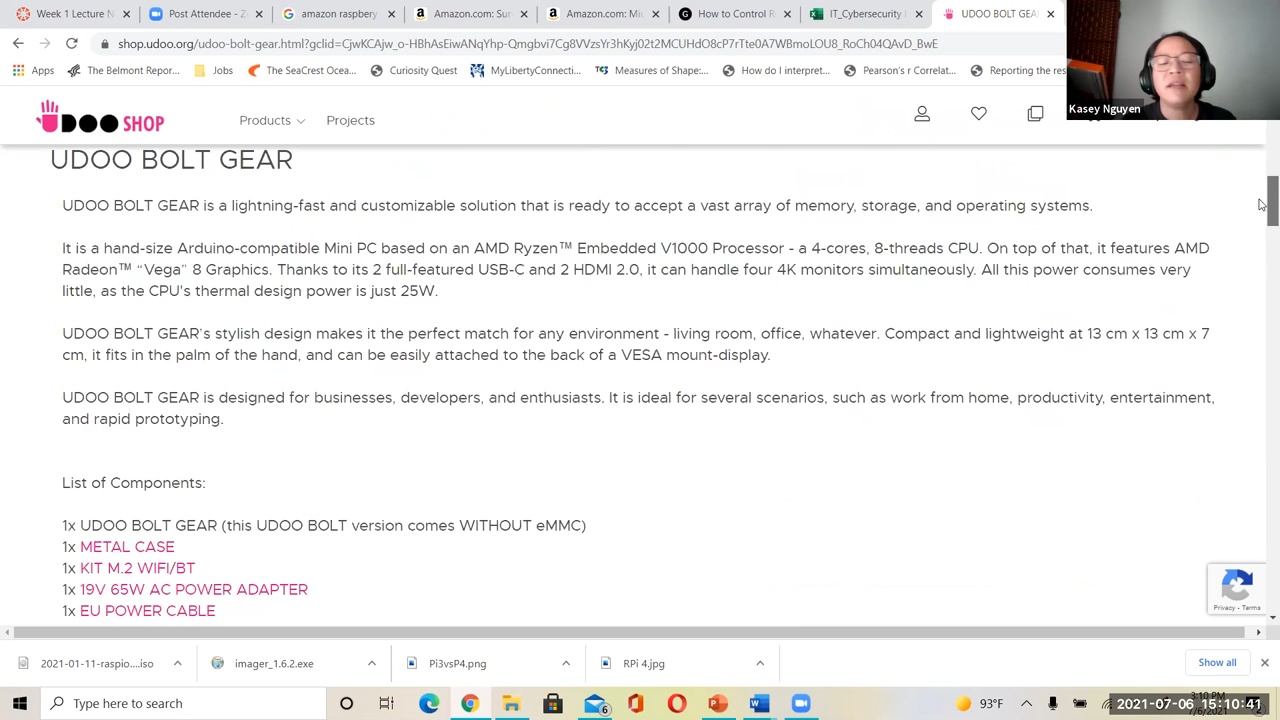 Week 1 Lecture N
Post Attendee - Z
amazon raspberry
Amazon.com: Sun
Amazon.com: Mi
How to Control R
IT_Cybersecurity
UDOO BOLT GEA
shop.udoo.org/udoo-bolt-gear.html?gclid=CjwKCAjw_o-HBhAsEiwANqYhp-Qmgbvi7Cg8VVzsYr3hKyj02t2MCUHdO8cP7rTte0A7WBmoLOU8_RoCh04QAvD_BwE
Apps
The Belmont Repor...
Jobs
The SeaCrest Ocea...
Curiosity Quest
MyLibertyConnecti...
Measures of Shape:...
How do I interpret...
Pearson's r Correlat...
Reporting the res
Kasey Nguyen
DOO SHOP
Products
Projects
UDOO BOLT GEAR
UDOO BOLT GEAR is a lightning-fast and customizable solution that is ready to accept a vast array of memory, storage, and operating systems.
It is a hand-size Arduino-compatible Mini PC based on an AMD Ryzen™ Embedded V1000 Processor - a 4-cores, 8-threads CPU. On top of that, it features AMD
Radeon™ “Vega” 8 Graphics. Thanks to its 2 full-featured USB-C and 2 HDMI 2.0, it can handle four 4K monitors simultaneously. All this power consumes very
little, as the CPU's thermal design power is just 25W.
UDOO BOLT GEAR’s stylish design makes it the perfect match for any environment - living room, office, whatever. Compact and lightweight at 13 cm x 13 cm x 7
cm, it fits in the palm of the hand, and can be easily attached to the back of a VESA mount-display.
UDOO BOLT GEAR is designed for businesses, developers, and enthusiasts. It is ideal for several scenarios, such as work from home, productivity, entertainment,
and rapid prototyping.
List of Components:
1x UDOO BOLT GEAR (this UDOO BOLT version comes WITHOUT eMMC)
1x METAL CASE
1x KIT M.2 WIFI/BT
1x 19V 65W AC POWER ADAPTER
1x EU POWER CABLE
Privacy - Terms
2021-01-11-raspio....iso
imager_1.6.2.exe
Pi3vsP4.png
RPi 4.jpg
Show all
Type here to search
6
93°F
3:10 PM
2021-07-06 15:10:41